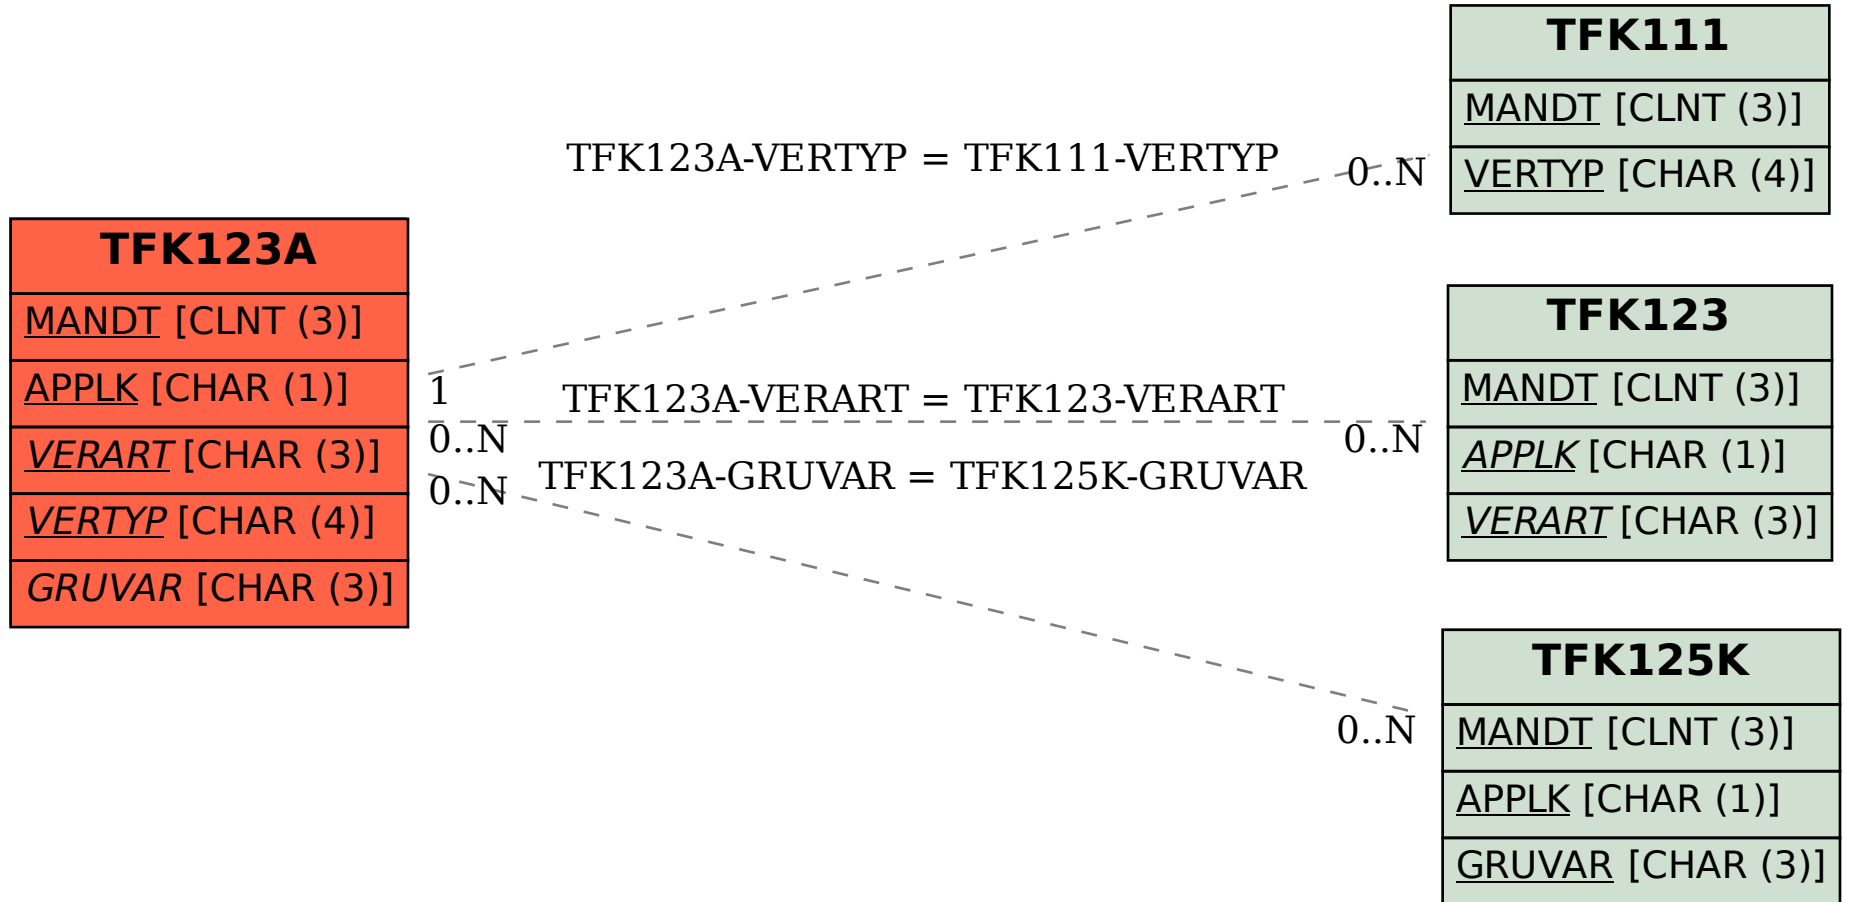 TFK123A
MANDT [CLNT (3)]
APPLK [CHAR (1)]
VERART [CHAR (3)]
VERTYP [CHAR (4)]
GRUVAR [CHAR (3)]
TFK123A-VERTYP = TFK111-VERTYP
0..N
1
TFK123A-VERART = TFK123-VERART
0..N
0..N
TFK123A-GRUVAR = TFK125K-GRUVAR
0..N
0..N
TFK111
MANDT [CLNT (3)]
VERTYP [CHAR (4)]
TFK123
MANDT [CLNT (3)]
APPLK [CHAR (1)]
VERART [CHAR (3)]
TFK125K
MANDT [CLNT (3)]
APPLK [CHAR (1)]
GRUVAR [CHAR (3)]